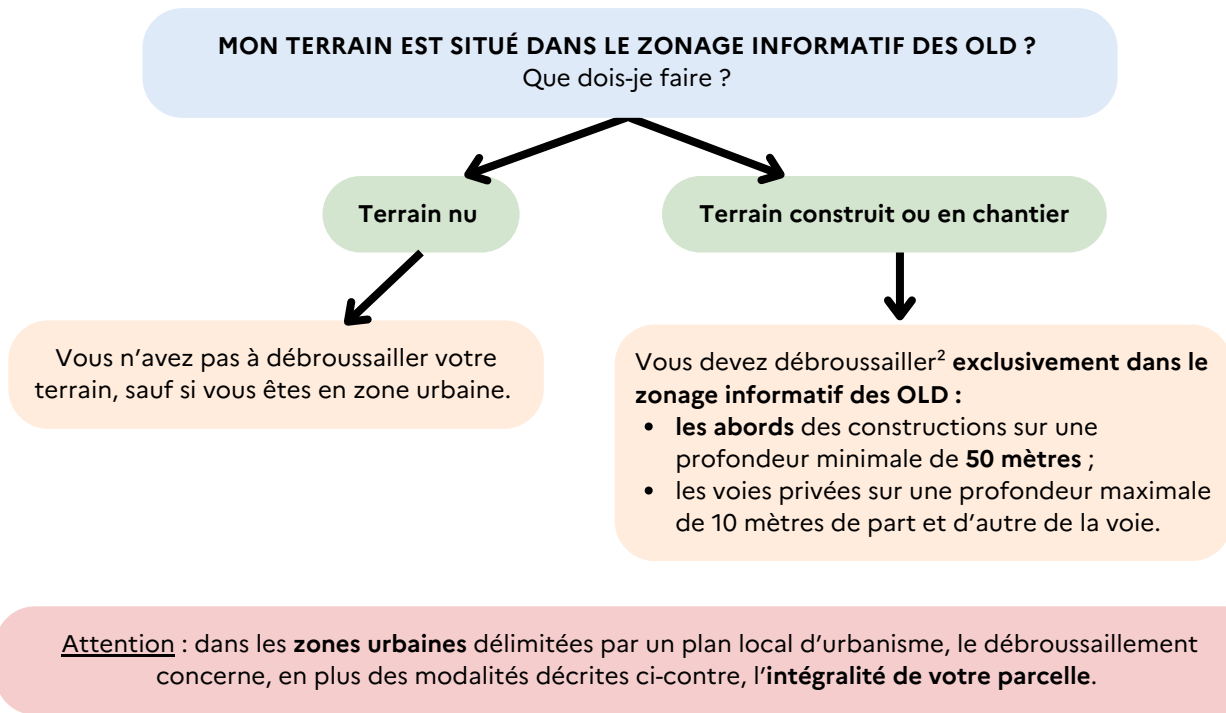 MON TERRAIN EST SITUÉ DANS LE ZONAGE INFORMATIF DES OLD ?
Que dois-je faire ?
Terrain nu
Terrain construit ou en chantier
Vous n'avez pas à débroussailler votre
terrain, sauf si vous êtes en zone urbaine.
Vous devez débroussailler² exclusivement dans le
zonage informatif des OLD :
• les abords des constructions sur une
profondeur minimale de 50 mètres ;
• les voies privées sur une profondeur maximale
de 10 mètres de part et d'autre de la voie.
Attention : dans les zones urbaines délimitées par un plan local d'urbanisme, le débroussaillement
concerne, en plus des modalités décrites ci-contre, l'intégralité de votre parcelle.